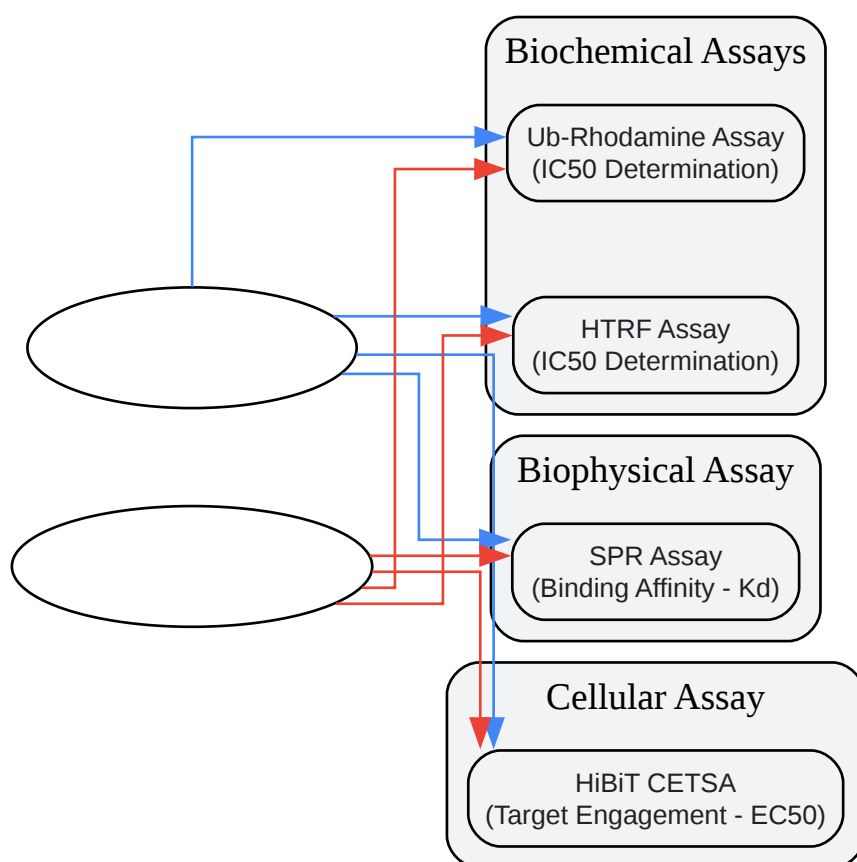 Biochemical Assays
Ub-Rhodamine Assay
(IC50 Determination)
HTRF Assay
(IC50 Determination)
Biophysical Assay
SPR Assay
(Binding Affinity - Kd)
Cellular Assay
HiBiT CETSA
(Target Engagement - EC50)